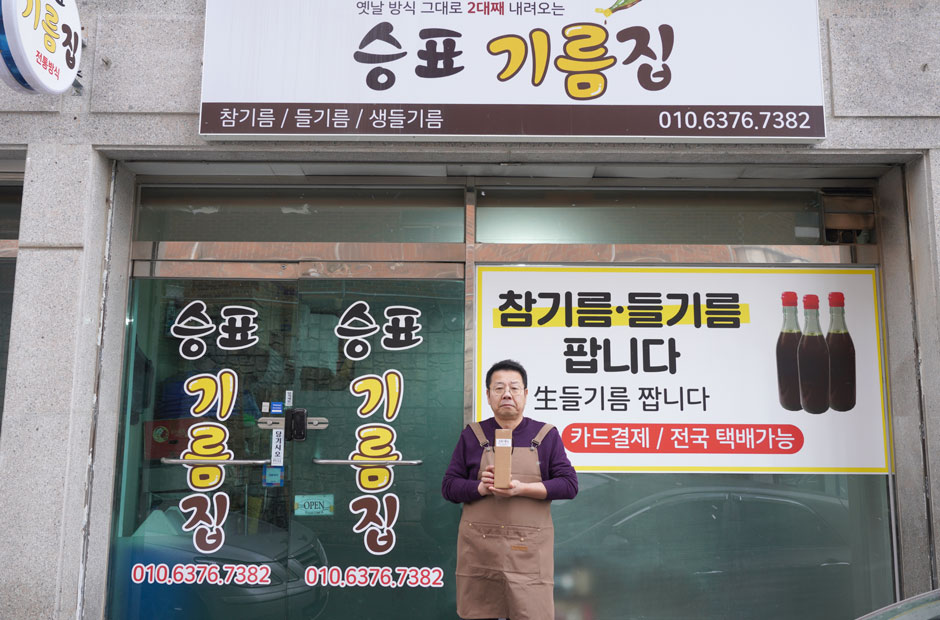 기름집
전통방식
옛날 방식 그대로 2대째 내려오는
승표 기름집
참기름 / 들기름 / 생들기름
010.6376.7382
승표
기름집
010.6376.7382
승표
기름집
010.6376.7382
당기시오
OPEN
참기름·들기름
팝니다
生들기름 짭니다
카드결제 / 전국 택배가능